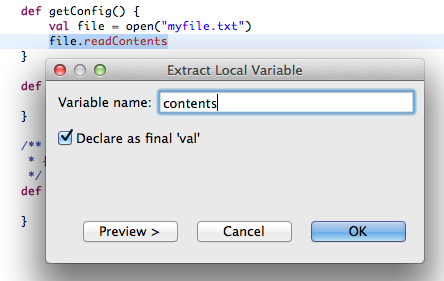 def getConfig() {
val file = open("myfile.txt")
file.readContents
}
Extract Local Variable
def
Variable name: contents
}
Declare as final 'val'
/**
*
*/
def
}
Preview > Cancel OK